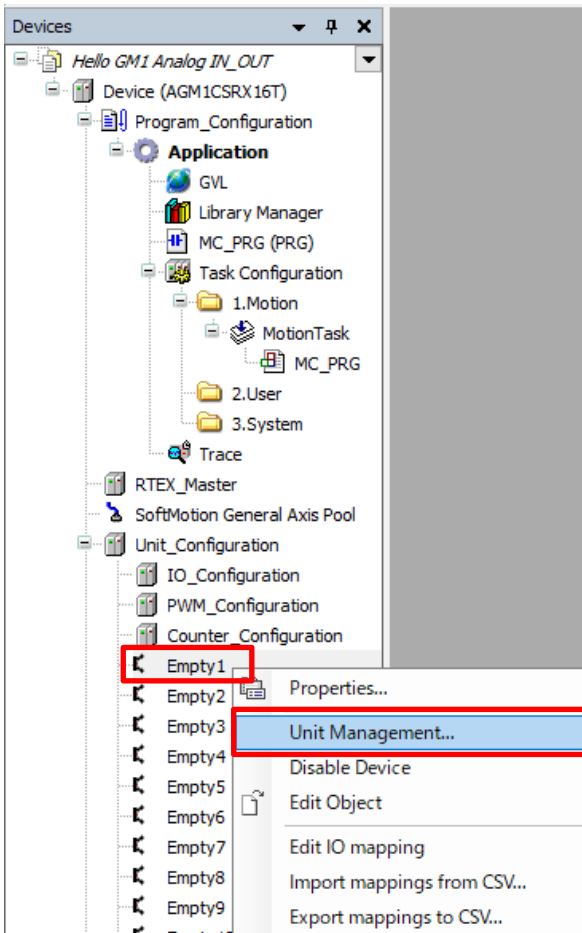 Devices
Hello GM1 Analog IN_OUT
Device (AGM1CSRX16T)
Program_Configuration
Application
GVL
Library Manager
MC_PRG (PRG)
Task Configuration
1.Motion
MotionTask
MC_PRG
2.User
3.System
Trace
RTEX_Master
SoftMotion General Axis Pool
Unit_Configuration
IO_Configuration
PWM_Configuration
Counter_Configuration
Empty1
Empty2
Empty3
Empty4
Empty5
Empty6
Empty7
Empty8
Empty9
Properties...
Unit Management...
Disable Device
Edit Object
Edit IO mapping
Import mappings from CSV...
Export mappings to CSV...